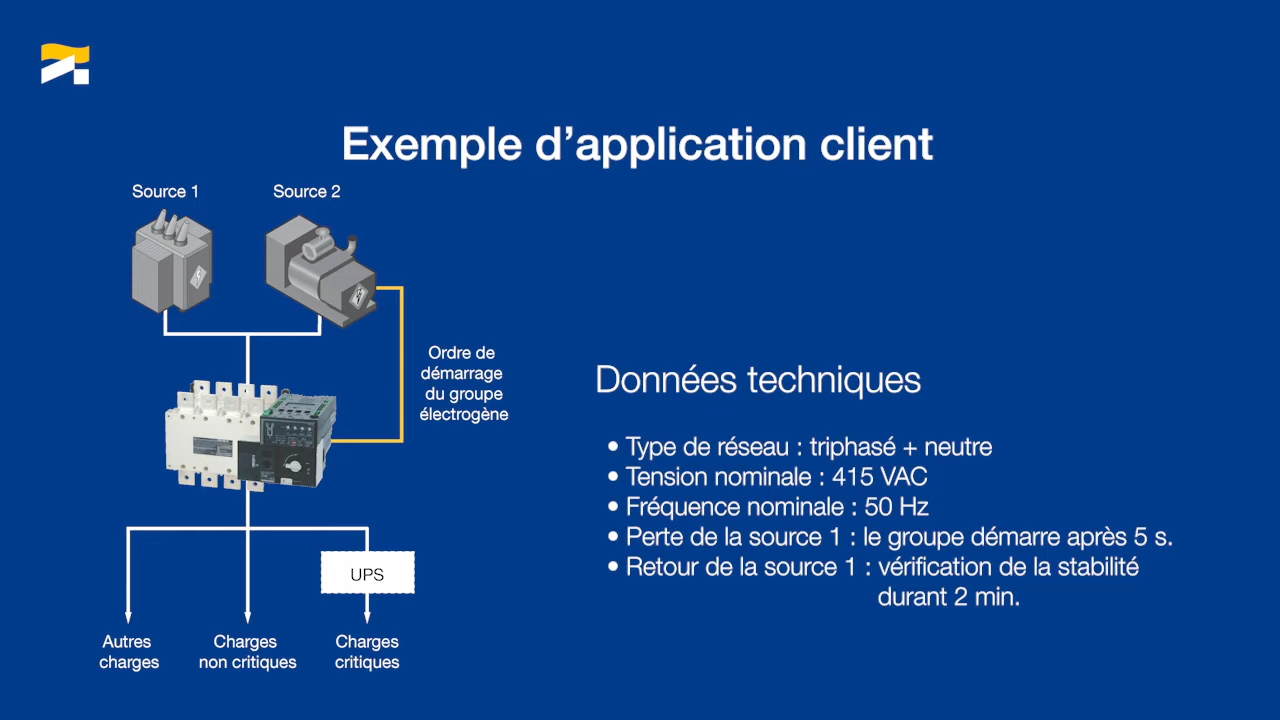 Exemple d’application client
Source 1
Source 2
Ordre de
démarrage
du groupe
électrogène
UPS
Autres
charges
Charges
non critiques
Charges
critiques
Données techniques
• Type de réseau : triphasé + neutre
• Tension nominale : 415 VAC
• Fréquence nominale : 50 Hz
• Perte de la source 1 : le groupe démarre après 5 s.
• Retour de la source 1 : vérification de la stabilité
durant 2 min.